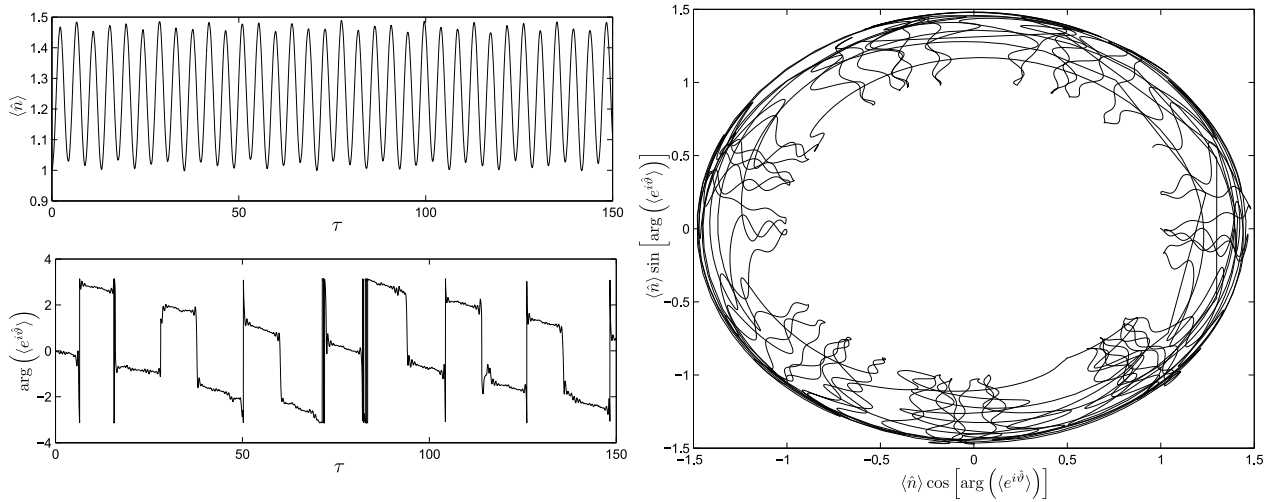 1.5
1.4
1.3
1.2
1.1
1
0.9
⟨n̂⟩
0 50 100 150
τ
4
2
0
−2
−4
arg (⟨e^{iϑ̂}⟩)
0 50 100 150
τ
1.5
1
0.5
0
−0.5
−1
−1.5
⟨n̂⟩ sin [arg (⟨e^{iϑ̂}⟩)]
−1.5 −1 −0.5 0 0.5 1 1.5
⟨n̂⟩ cos [arg (⟨e^{iϑ̂}⟩)]